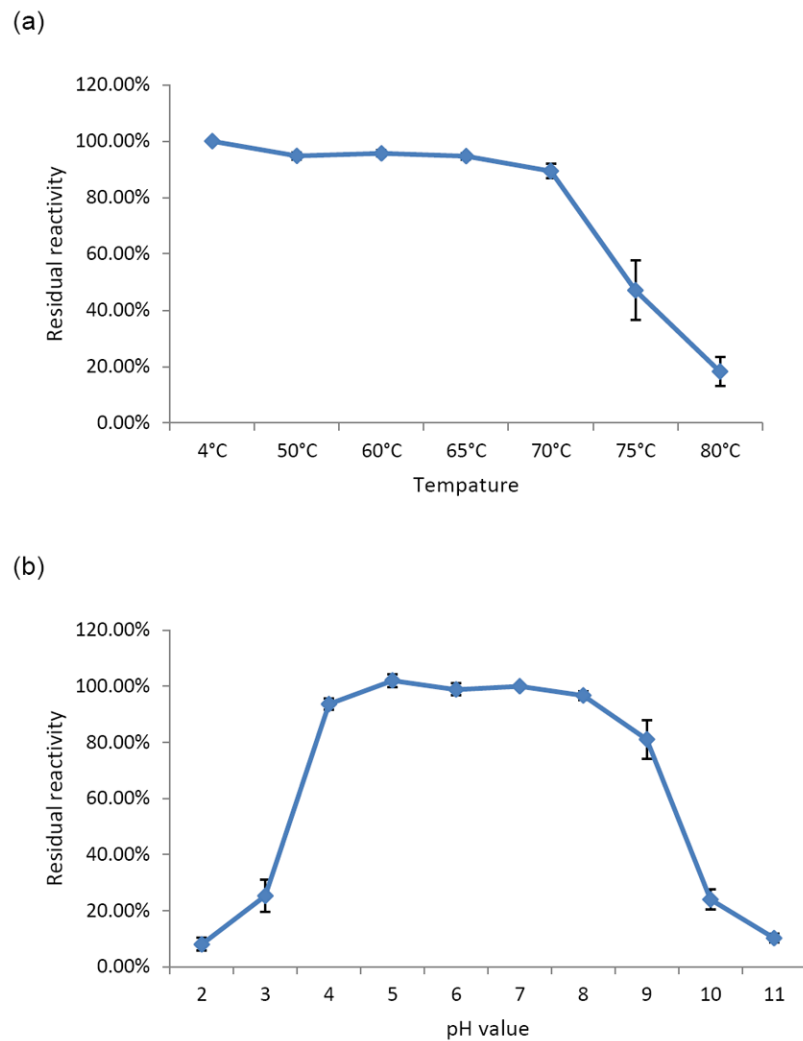 (a)
120.00%
100.00%
80.00%
60.00%
40.00%
20.00%
0.00%
Residual reactivity
4°C 50°C 60°C 65°C 70°C 75°C 80°C
Tempature
(b)
120.00%
100.00%
80.00%
60.00%
40.00%
20.00%
0.00%
Residual reactivity
2 3 4 5 6 7 8 9 10 11
pH value